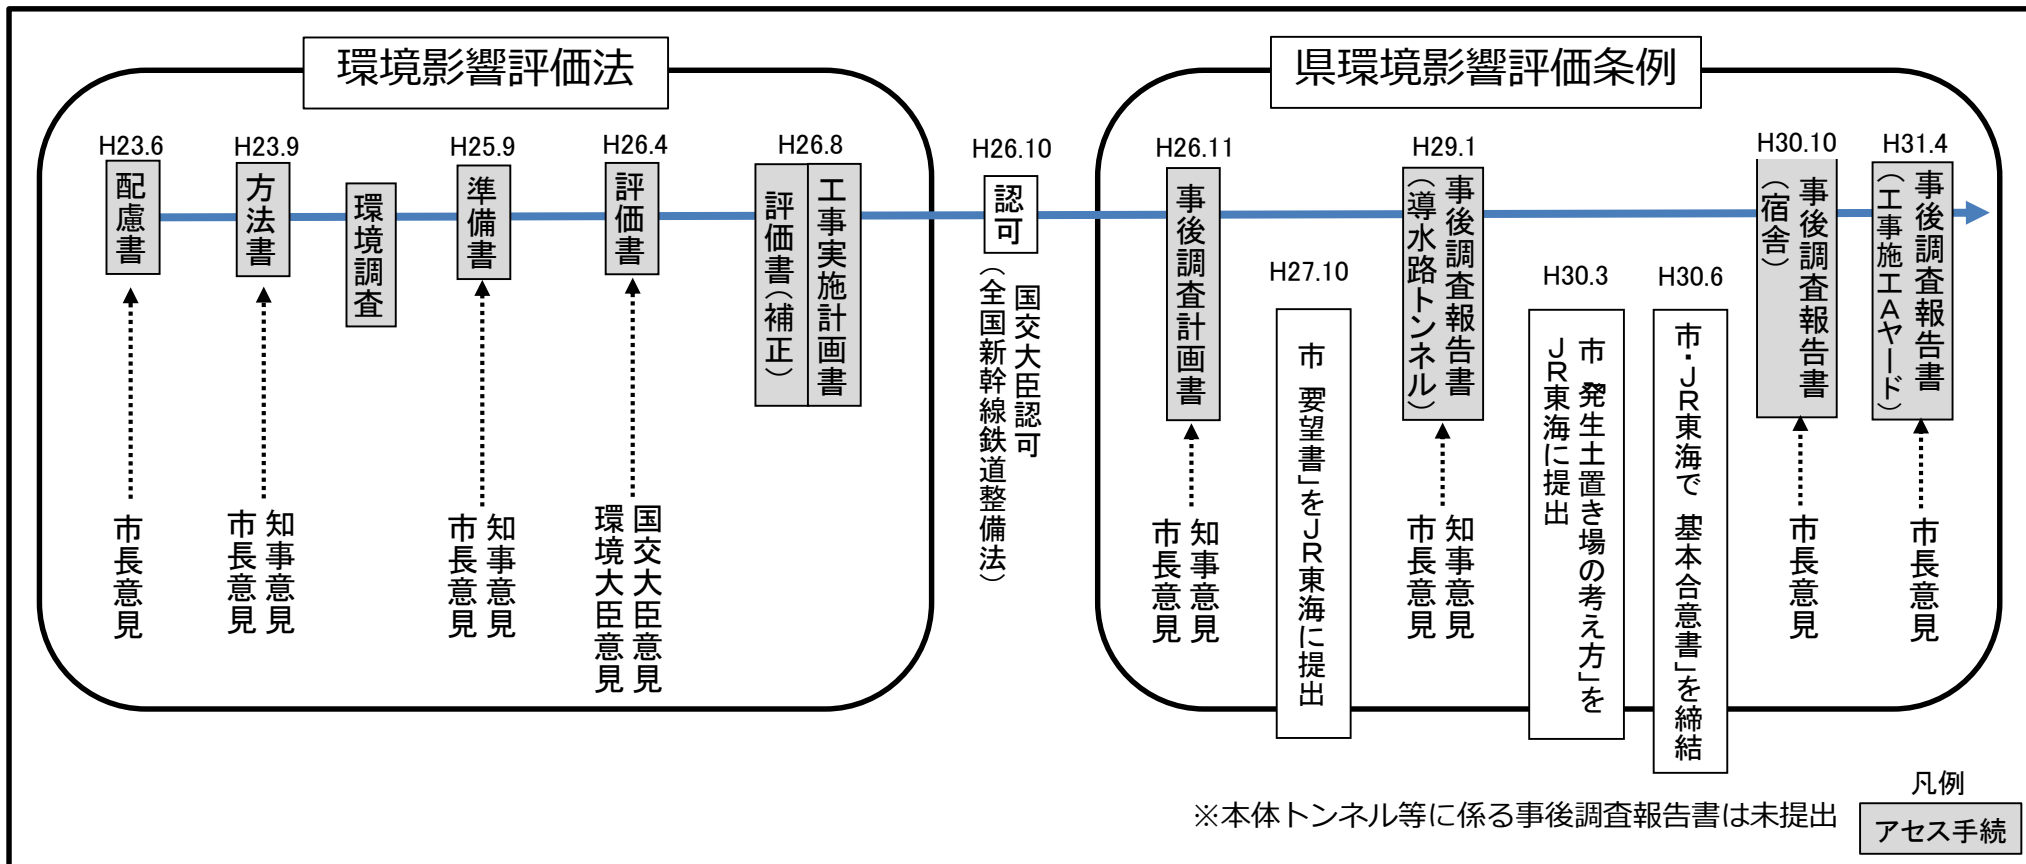 環境影響評価法
県環境影響評価条例
H23.6
配慮書
市長意見
H23.9
方法書
知事意見
市長意見
環境調査
H25.9
準備書
知事意見
市長意見
H26.4
評価書
国交大臣意見
環境大臣意見
H26.8
工事実施計画書
評価書（補正）
H26.10
認可
国交大臣認可
（全国新幹線鉄道整備法）
H26.11
事後調査計画書
知事意見
市長意見
H27.10
市 要望書」をＪＲ東海に提出
H29.1
事後調査報告書
（導水路トンネル）
知事意見
市長意見
H30.3
市 発生土置き場の考え方」を
ＪＲ東海に提出
H30.6
市・ＪＲ東海で 基本合意書」を締結
H30.10
事後調査報告書
（宿舎）
市長意見
H31.4
事後調査報告書
（工事施工Ａヤード）
市長意見
※本体トンネル等に係る事後調査報告書は未提出
凡例
アセス手続